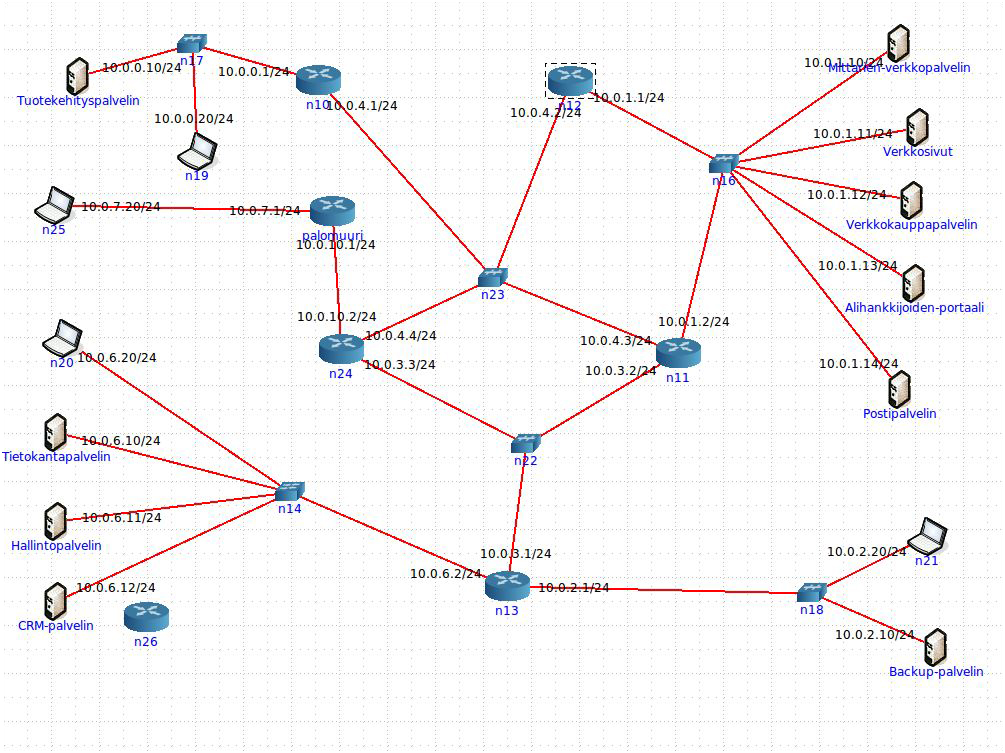 n17
10.0.0.10/24
10.0.0.1/24
Tuotekehityspalvelin
n10
10.0.4.1/24
10.0.0.20/24
n19
n12
10.0.1.1/24
10.0.4.2/24
10.0.1.10/24
Mittarien-verkkopalvelin
10.0.1.11/24
Verkkosivut
n16
10.0.1.12/24
Verkkokauppapalvelin
10.0.7.20/24
10.0.7.1/24
n25
palomuuri
10.0.10.1/24
10.0.1.13/24
Alihankkijoiden-portaali
n23
10.0.10.2/24
10.0.4.4/24
10.0.4.3/24
10.0.1.2/24
n20
10.0.6.20/24
n24
10.0.3.3/24
10.0.3.2/24
n11
10.0.1.14/24
Postipalvelin
10.0.6.10/24
Tietokantapalvelin
n22
n14
10.0.6.11/24
Hallintopalvelin
10.0.3.1/24
10.0.2.20/24
n21
10.0.6.2/24
10.0.6.12/24
10.0.2.1/24
n13
n18
CRM-palvelin
n26
10.0.2.10/24
Backup-palvelin